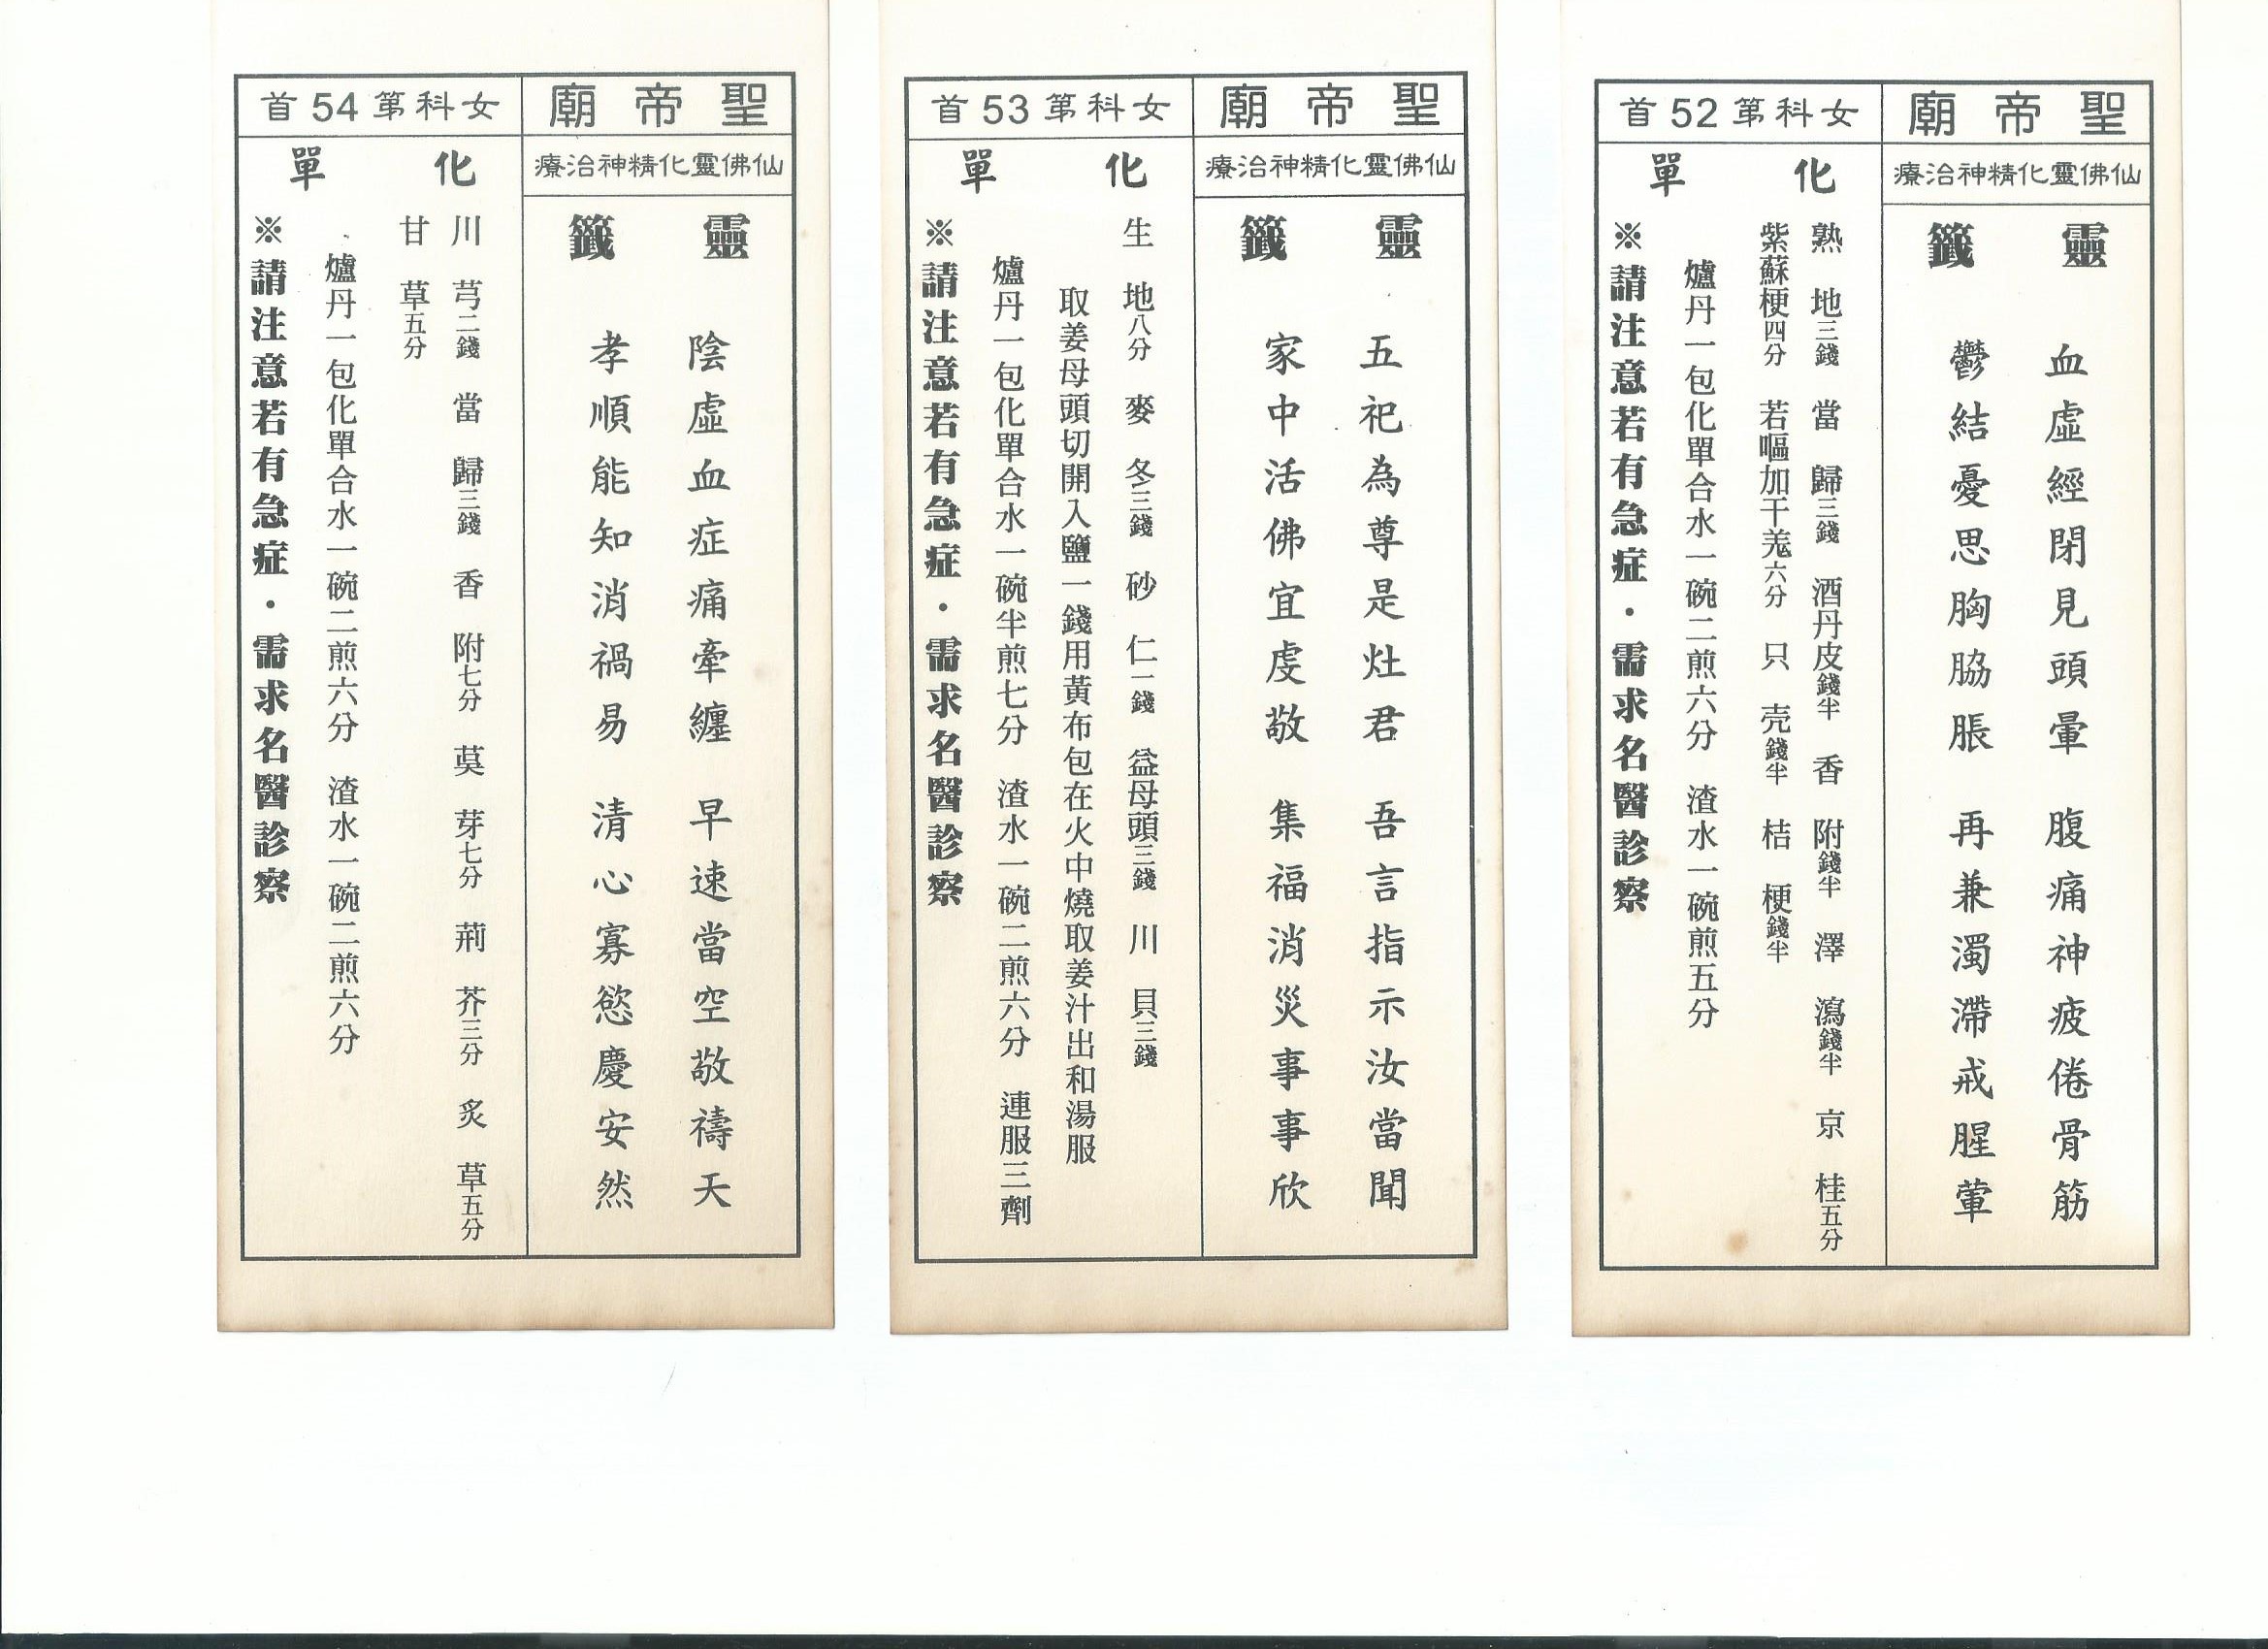 聖帝廟
女科第52首
仙佛靈化精神治療
靈籤
血虛經閉見頭暈　腹痛神疲倦骨筋
鬱結憂思胸脇脹　再兼濁滯戒腥葷
化單
熟地三錢　當歸三錢　酒丹皮錢半　香附錢半　澤瀉錢半　京桂五分
紫蘇梗四分　若嘔加干羗六分　只壳錢半　桔梗錢半
爐丹一包化單合水一碗二煎六分　渣水一碗煎五分
※請注意若有急症・需求名醫診察
聖帝廟
女科第53首
仙佛靈化精神治療
靈籤
五祀為尊是灶君　吾言指示汝當聞
家中活佛宜虔敬　集福消災事事欣
化單
生地八分　麥冬三錢　砂仁一錢　益母頭三錢　川貝三錢
取姜母頭切開入鹽一錢用黃布包在火中燒取姜汁出和湯服
爐丹一包化單合水一碗半煎七分　渣水一碗二煎六分　連服三劑
※請注意若有急症・需求名醫診察
聖帝廟
女科第54首
仙佛靈化精神治療
靈籤
陰虛血症痛牽纏　早速當空敬禱天
孝順能知消禍易　清心寡慾慶安然
化單
川芎二錢　當歸三錢　香附七分　萸芽七分　荊芥三分　炙草五分
甘草五分
爐丹一包化單合水一碗二煎六分　渣水一碗二煎六分
※請注意若有急症・需求名醫診察